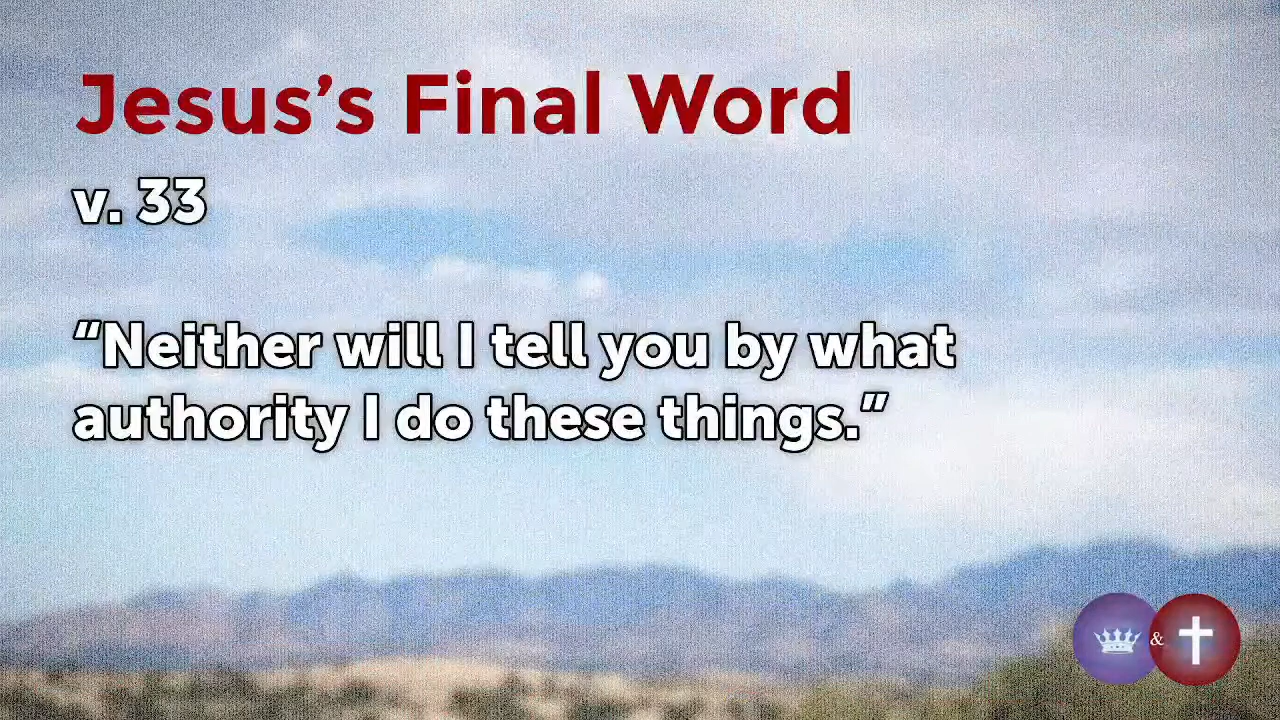 Jesus’s Final Word
v. 33
“Neither will I tell you by what
authority I do these things.”
&